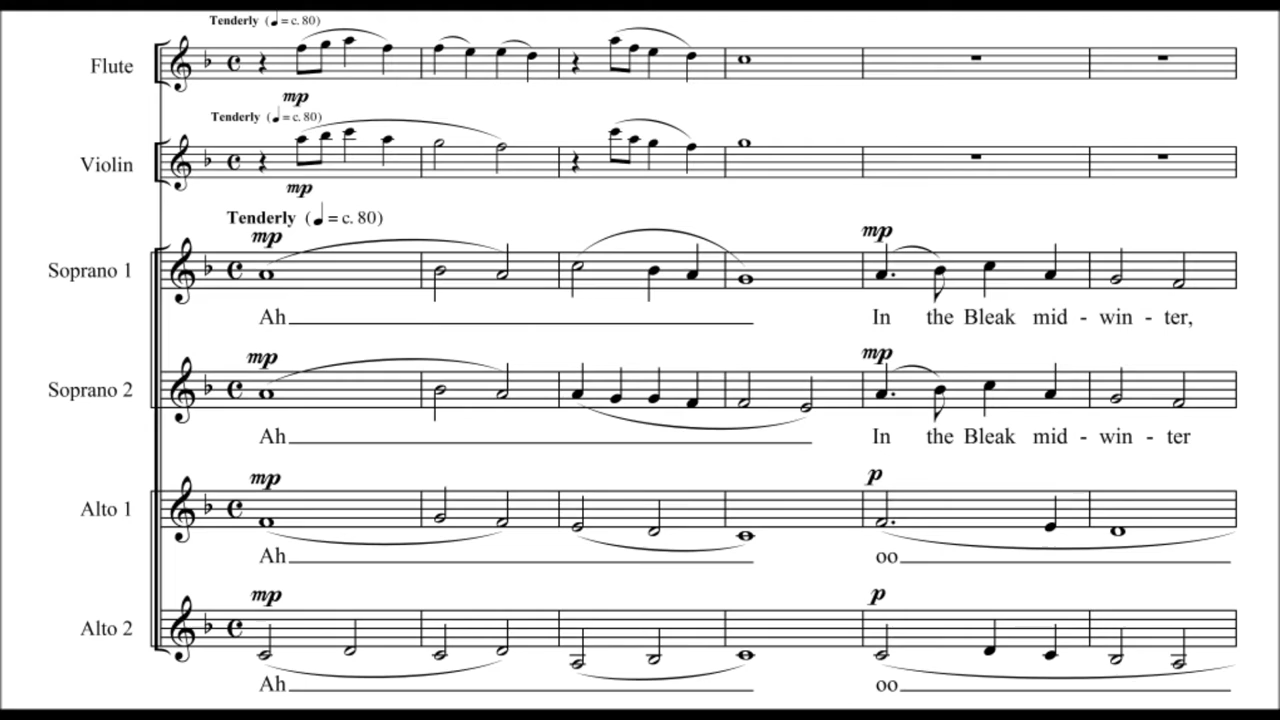 Tenderly (♩= c. 80)
Flute
mp
Tenderly (♩= c. 80)
Violin
mp
Tenderly (♩= c. 80)
mp mp
Soprano 1
Ah In the Bleak mid - win - ter,
mp mp
Soprano 2
Ah In the Bleak mid - win - ter
mp p
Alto 1
Ah oo
mp p
Alto 2
Ah oo